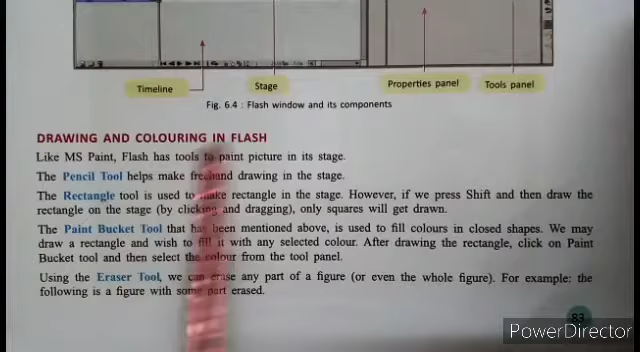 Timeline
Stage
Properties panel
Tools panel
Fig. 6.4 : Flash window and its components
DRAWING AND COLOURING IN FLASH
Like MS Paint, Flash has tools to paint picture in its stage.
The Pencil Tool helps make freehand drawing in the stage.
The Rectangle tool is used to make rectangle in the stage. However, if we press Shift and then draw the
rectangle on the stage (by clicking and dragging), only squares will get drawn.
The Paint Bucket Tool that has been mentioned above, is used to fill colours in closed shapes. We may
draw a rectangle and wish to fill it with any selected colour. After drawing the rectangle, click on Paint
Bucket tool and then select the colour from the tool panel.
Using the Eraser Tool, we can erase any part of a figure (or even the whole figure). For example: the
following is a figure with some part erased.
83
PowerDirector